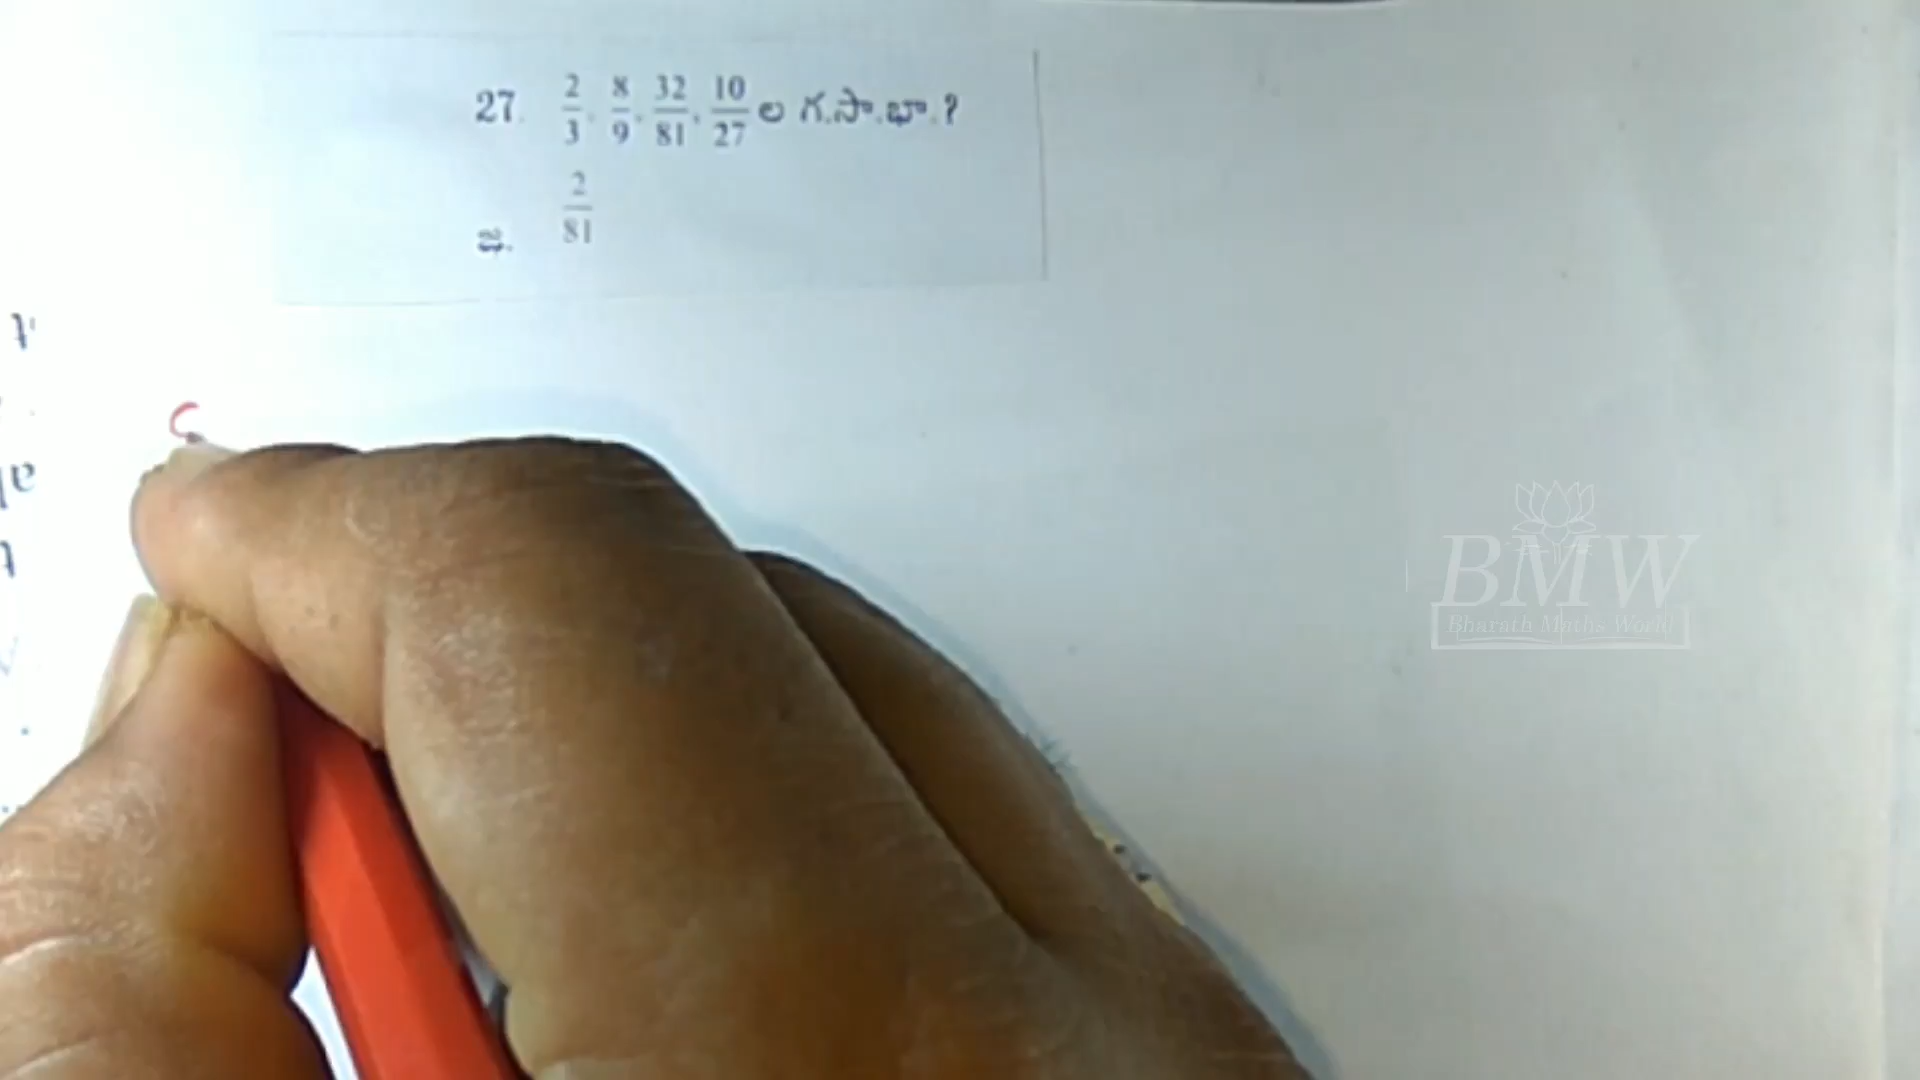 27. 2/3, 8/9, 32/81, 10/27 ల గ.సా.భా.?
జ. 2/81
BMW
Bharath Maths World